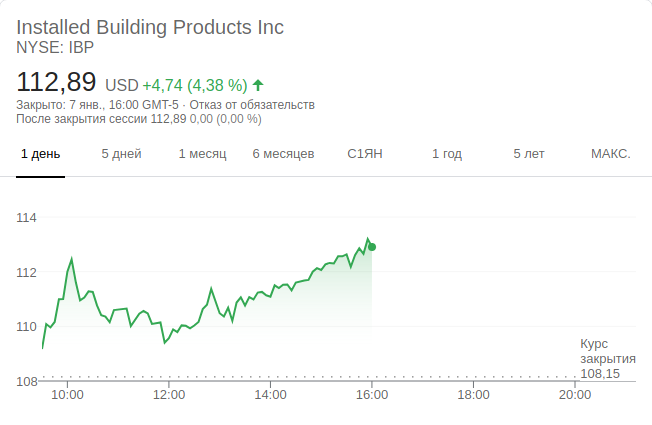 Installed Building Products Inc
NYSE: IBP
112,89 USD +4,74 (4,38 %)
Закрыто: 7 янв., 16:00 GMT-5 · Отказ от обязательств
После закрытия сессии 112,89 0,00 (0,00 %)
1 день 5 дней 1 месяц 6 месяцев С1ЯН 1 год 5 лет МАКС.
114
112
110
Курс
закрытия
108,15
108
10:00 12:00 14:00 16:00 18:00 20:00